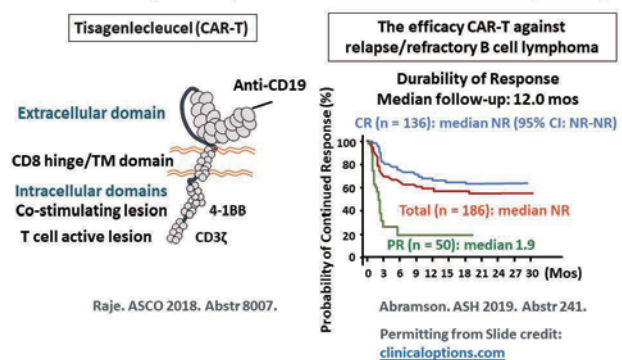 Tisagenlecleucel (CAR-T)
Anti-CD19
Extracellular domain
CD8 hinge/TM domain
Intracellular domains
Co-stimulating lesion
4-1BB
T cell active lesion
CD3ζ
Raje. ASCO 2018. Abstr 8007.
The efficacy CAR-T against
relapse/refractory B cell lymphoma
Durability of Response
Median follow-up: 12.0 mos
CR (n = 136): median NR (95% CI: NR-NR)
Probability of Continued Response (%)
100
80
60
40
20
0
Total (n = 186): median NR
PR (n = 50): median 1.9
0 3 6 9 12 15 18 21 24 27 30 (Mos)
Abramson. ASH 2019. Abstr 241.
Permitting from Slide credit:
clinicaloptions.com